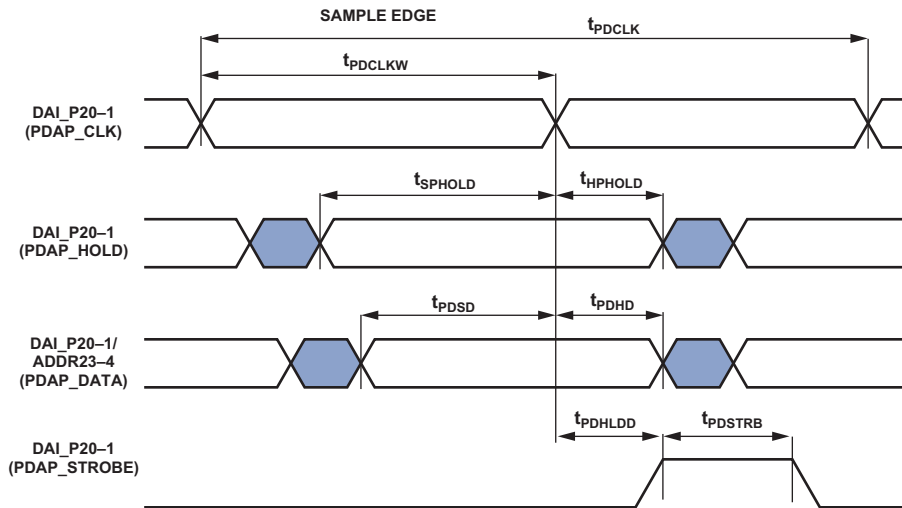 SAMPLE EDGE
tPDCLK
tPDCLKW
DAI_P20–1
(PDAP_CLK)
tSPHOLD
tHPHOLD
DAI_P20–1
(PDAP_HOLD)
tPDSD
tPDHD
DAI_P20–1/
ADDR23–4
(PDAP_DATA)
tPDHLDD
tPDSTRB
DAI_P20–1
(PDAP_STROBE)